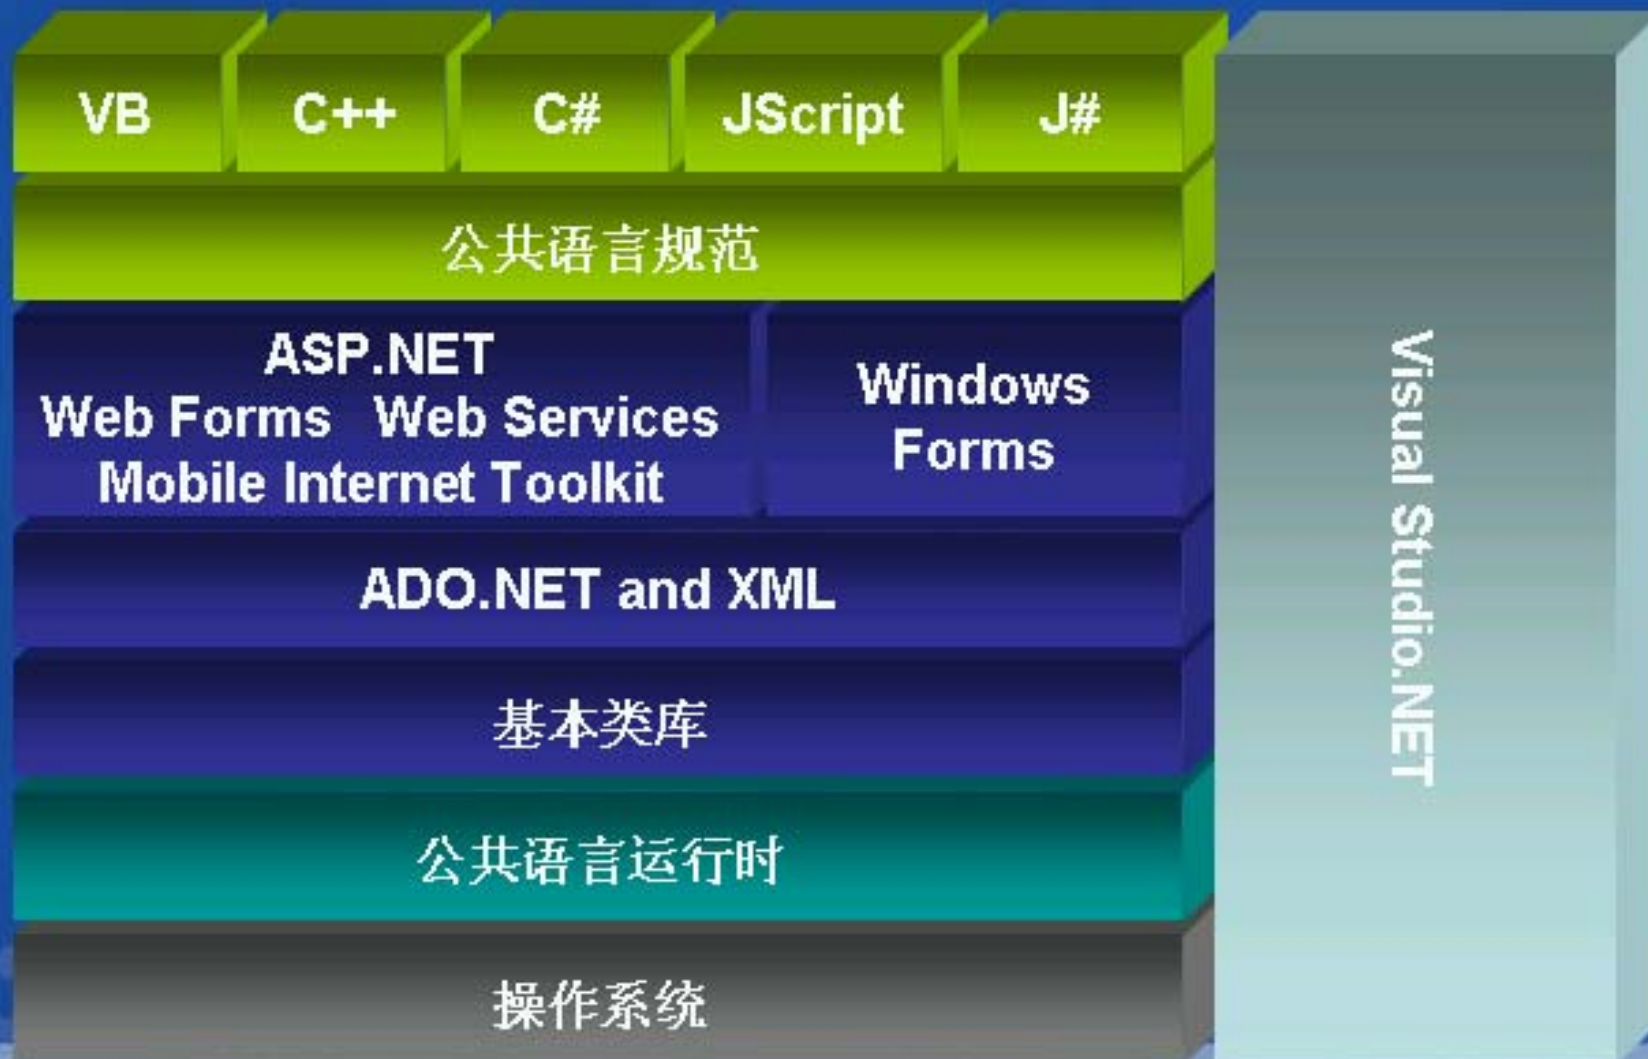 VB
C++
C#
JScript
J#
公共语言规范
ASP.NET
Web Forms Web Services
Mobile Internet Toolkit
Windows
Forms
ADO.NET and XML
基本类库
公共语言运行时
操作系统
Visual Studio.NET